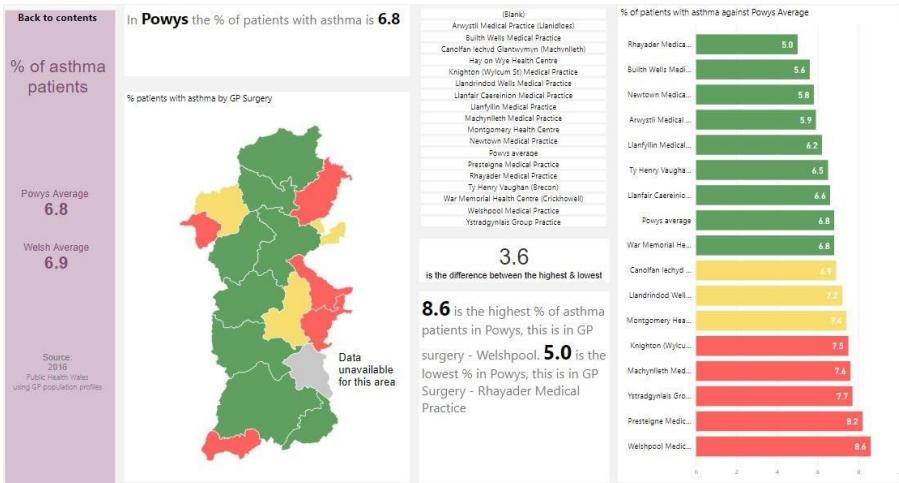 Back to contents
% of asthma
patients
Powys Average
6.8
Welsh Average
6.9
Source:
2016
Public Health Wales
using GP population profiles
In Powys the % of patients with asthma is 6.8
% patients with asthma by GP Surgery
Data
unavailable
for this area
(Blank)
Arwystli Medical Practice (Llanidloes)
Builth Wells Medical Practice
Canolfan Iechyd Glantwymyn (Machynlleth)
Hay on Wye Health Centre
Knighton (Wylcum St) Medical Practice
Llandrindod Wells Medical Practice
Llanfair Caereinion Medical Practice
Llanfyllin Medical Practice
Machynlleth Medical Practice
Montgomery Health Centre
Newtown Medical Practice
Powys average
Presteigne Medical Practice
Rhayader Medical Practice
Ty Henry Vaughan (Brecon)
War Memorial Health Centre (Crickhowell)
Welshpool Medical Practice
Ystradgynlais Group Practice
3.6
is the difference between the highest & lowest
8.6 is the highest % of asthma
patients in Powys, this is in GP
surgery - Welshpool. 5.0 is the
lowest % in Powys, this is in GP
Surgery - Rhayader Medical
Practice
% of patients with asthma against Powys Average
Rhayader Medica... 5.0
Builth Wells Medi... 5.6
Newtown Medica... 5.8
Arwystli Medical ... 5.9
Llanfyllin Medical ... 6.2
Ty Henry Vaugha... 6.5
Llanfair Caereinio... 6.6
Powys average 6.8
War Memorial He... 6.8
Canolfan Iechyd ... 6.9
Llandrindod Well... 7.2
Montgomery Hea... 7.4
Knighton (Wylcu... 7.5
Machynlleth Med... 7.6
Ystradgynlais Gro... 7.7
Presteigne Medic... 8.2
Welshpool Medic... 8.6
0 2 4 6 8